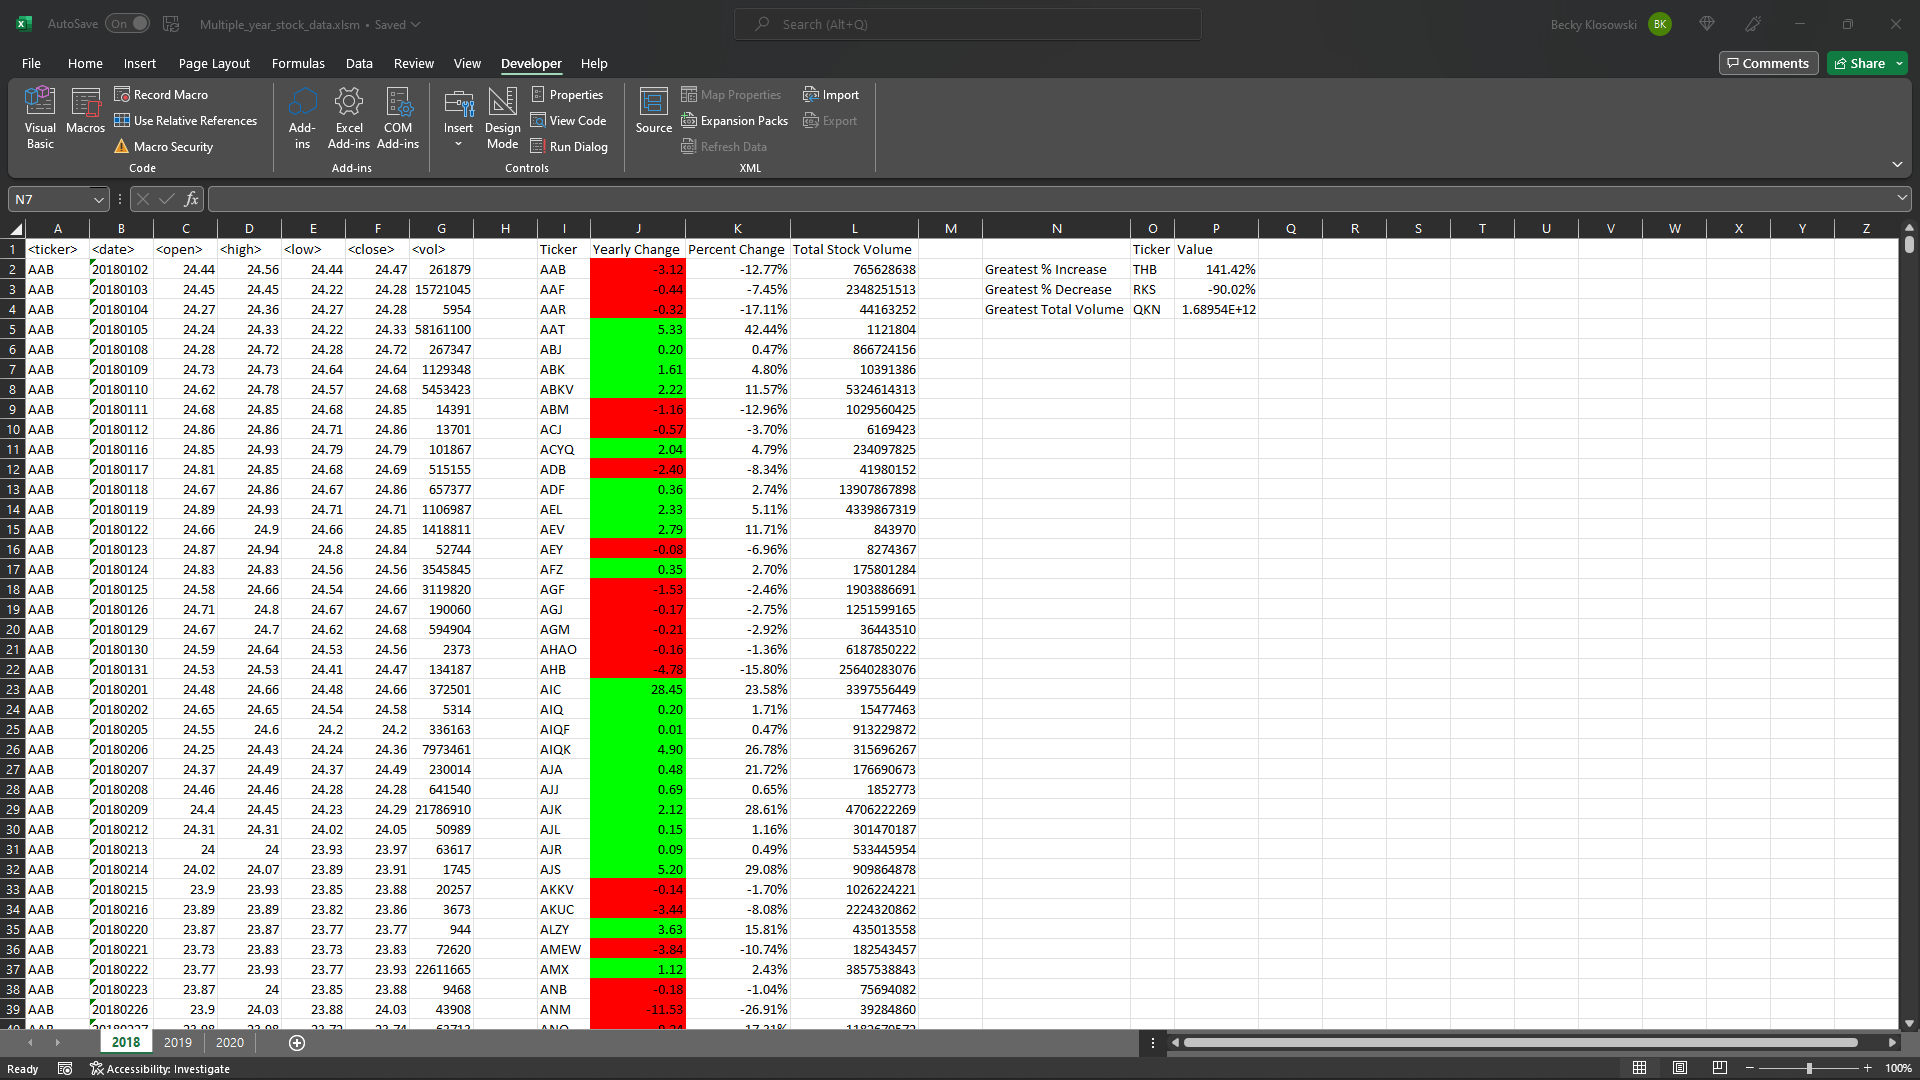 AutoSave On Multiple_year_stock_data.xlsm • Saved Search (Alt+Q) Becky Klosowski BK
File Home Insert Page Layout Formulas Data Review View Developer Help Comments Share
Visual Basic Macros Record Macro Use Relative References Macro Security Code
Add-ins Excel Add-ins COM Add-ins Add-ins
Insert Design Mode Properties View Code Run Dialog Controls
Source Map Properties Expansion Packs Refresh Data Import Export XML
N7 fx
A B C D E F G H I J K L M N O P Q R S T U V W X Y Z
1 <ticker> <date> <open> <high> <low> <close> <vol> Ticker Yearly Change Percent Change Total Stock Volume Ticker Value
2 AAB 20180102 24.44 24.56 24.44 24.47 261879 AAB -3.12 -12.77% 765628638 Greatest % Increase THB 141.42%
3 AAB 20180103 24.45 24.45 24.22 24.28 15721045 AAF -0.44 -7.45% 2348251513 Greatest % Decrease RKS -90.02%
4 AAB 20180104 24.27 24.36 24.27 24.28 5954 AAR -0.32 -17.11% 44163252 Greatest Total Volume QKN 1.68954E+12
5 AAB 20180105 24.24 24.33 24.22 24.33 58161100 AAT 5.33 42.44% 1121804
6 AAB 20180108 24.28 24.72 24.28 24.72 267347 ABJ 0.20 0.47% 866724156
7 AAB 20180109 24.73 24.73 24.64 24.64 1129348 ABK 1.61 4.80% 10391386
8 AAB 20180110 24.62 24.78 24.57 24.68 5453423 ABKV 2.22 11.57% 5324614313
9 AAB 20180111 24.68 24.85 24.68 24.85 14391 ABM -1.16 -12.96% 1029560425
10 AAB 20180112 24.86 24.86 24.71 24.86 13701 ACJ -0.57 -3.70% 6169423
11 AAB 20180116 24.85 24.93 24.79 24.79 101867 ACYQ 2.04 4.79% 234097825
12 AAB 20180117 24.81 24.85 24.68 24.69 515155 ADB -2.40 -8.34% 41980152
13 AAB 20180118 24.67 24.86 24.67 24.86 657377 ADF 0.36 2.74% 13907867898
14 AAB 20180119 24.89 24.93 24.71 24.71 1106987 AEL 2.33 5.11% 4339867319
15 AAB 20180122 24.66 24.9 24.66 24.85 1418811 AEV 2.79 11.71% 843970
16 AAB 20180123 24.87 24.94 24.8 24.84 52744 AEY -0.08 -6.96% 8274367
17 AAB 20180124 24.83 24.83 24.56 24.56 3545845 AFZ 0.35 2.70% 175801284
18 AAB 20180125 24.58 24.66 24.54 24.66 3119820 AGF -1.53 -2.46% 1903886691
19 AAB 20180126 24.71 24.8 24.67 24.67 190060 AGJ -0.17 -2.75% 1251599165
20 AAB 20180129 24.67 24.7 24.62 24.68 594904 AGM -0.21 -2.92% 36443510
21 AAB 20180130 24.59 24.64 24.53 24.56 2373 AHAO -0.16 -1.36% 6187850222
22 AAB 20180131 24.53 24.53 24.41 24.47 134187 AHB -4.78 -15.80% 25640283076
23 AAB 20180201 24.48 24.66 24.48 24.66 372501 AIC 28.45 23.58% 3397556449
24 AAB 20180202 24.65 24.65 24.54 24.58 5314 AIQ 0.20 1.71% 15477463
25 AAB 20180205 24.55 24.6 24.2 24.2 336163 AIQF 0.01 0.47% 913229872
26 AAB 20180206 24.25 24.43 24.24 24.36 7973461 AIQK 4.90 26.78% 315696267
27 AAB 20180207 24.37 24.49 24.37 24.49 230014 AJA 0.48 21.72% 176690673
28 AAB 20180208 24.46 24.46 24.28 24.28 641540 AJJ 0.69 0.65% 1852773
29 AAB 20180209 24.4 24.45 24.23 24.29 21786910 AJK 2.12 28.61% 4706222269
30 AAB 20180212 24.31 24.31 24.02 24.05 50989 AJL 0.15 1.16% 301470187
31 AAB 20180213 24 24 23.93 23.97 63617 AJR 0.09 0.49% 533445954
32 AAB 20180214 24.02 24.07 23.89 23.91 1745 AJS 5.20 29.08% 909864878
33 AAB 20180215 23.9 23.93 23.85 23.88 20257 AKKV -0.14 -1.70% 1026224221
34 AAB 20180216 23.89 23.89 23.82 23.86 3673 AKUC -3.44 -8.08% 2224320862
35 AAB 20180220 23.87 23.87 23.77 23.77 944 ALZY 3.63 15.81% 435013558
36 AAB 20180221 23.73 23.83 23.73 23.83 72620 AMEW -3.84 -10.74% 182543457
37 AAB 20180222 23.77 23.93 23.77 23.93 22611665 AMX 1.12 2.43% 3857538843
38 AAB 20180223 23.87 24 23.85 23.88 9468 ANB -0.18 -1.04% 75694082
39 AAB 20180226 23.9 24.03 23.88 24.03 43908 ANM -11.53 -26.91% 39284860
2018 2019 2020
Ready Accessibility: Investigate 100%